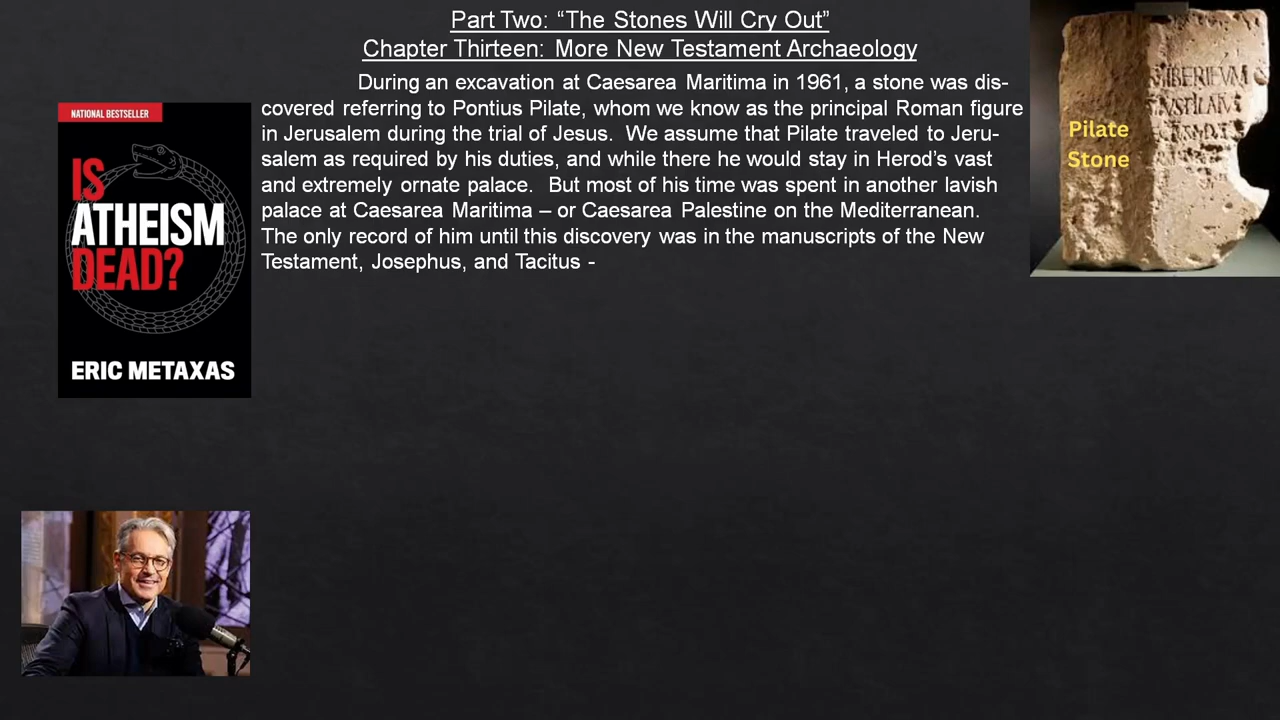 Part Two: “The Stones Will Cry Out”
Chapter Thirteen: More New Testament Archaeology
During an excavation at Caesarea Maritima in 1961, a stone was dis-
covered referring to Pontius Pilate, whom we know as the principal Roman figure
in Jerusalem during the trial of Jesus.  We assume that Pilate traveled to Jeru-
salem as required by his duties, and while there he would stay in Herod’s vast
and extremely ornate palace.  But most of his time was spent in another lavish
palace at Caesarea Maritima – or Caesarea Palestine on the Mediterranean.
The only record of him until this discovery was in the manuscripts of the New
Testament, Josephus, and Tacitus -
NATIONAL BESTSELLER
IS
ATHEISM
DEAD?
ERIC METAXAS
Pilate
Stone